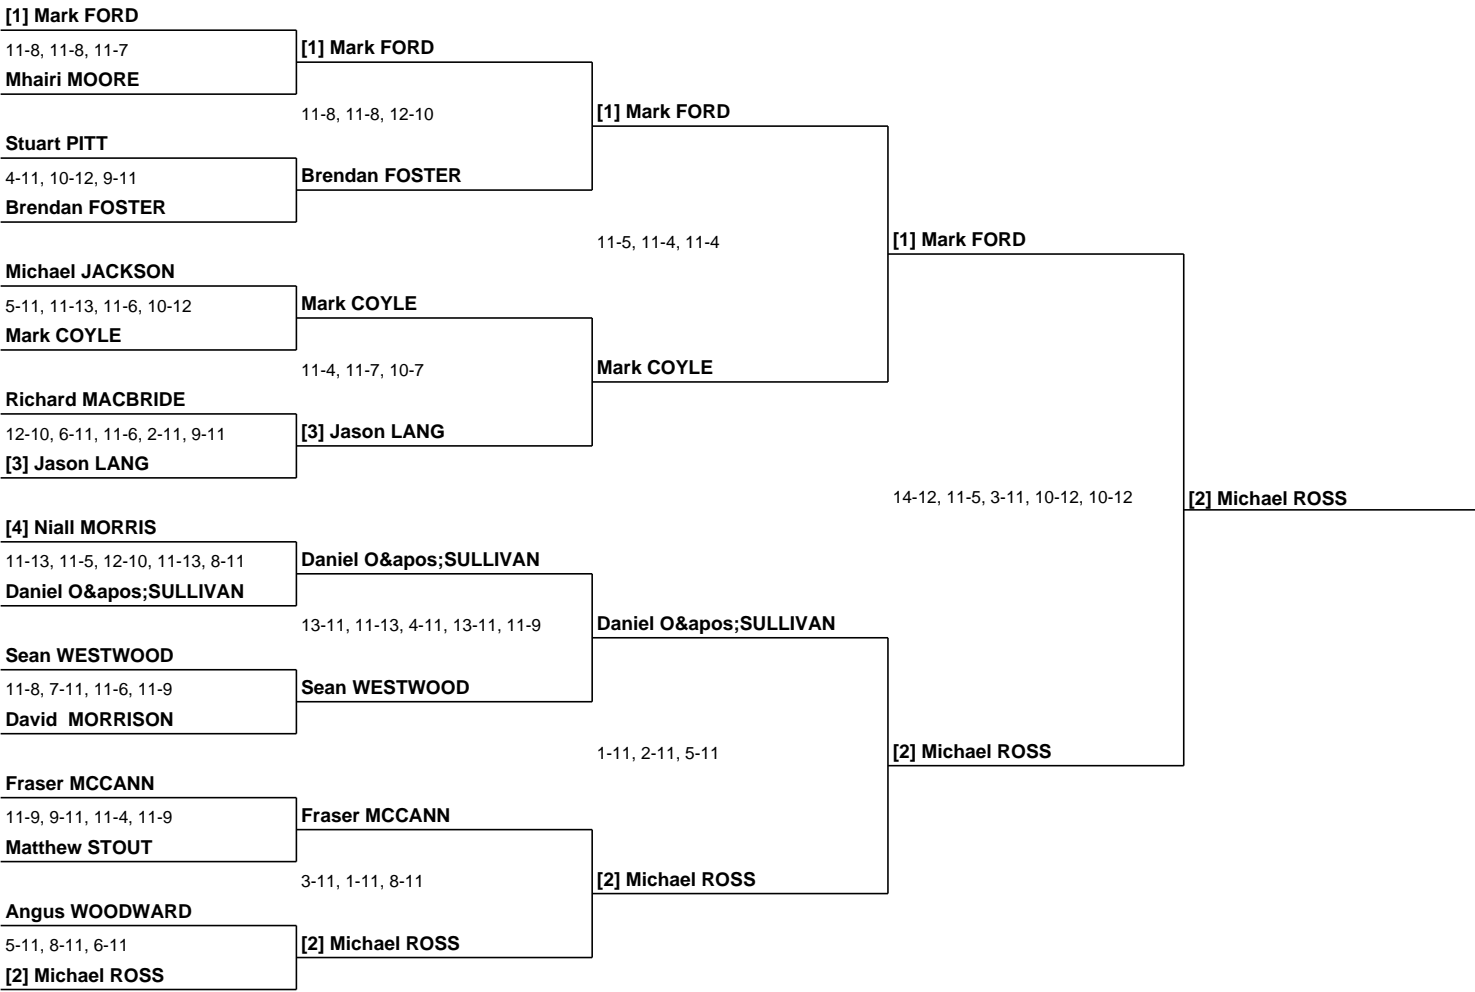 [1] Mark FORD
11-8, 11-8, 11-7
Mhairi MOORE
Stuart PITT
4-11, 10-12, 9-11
Brendan FOSTER
Michael JACKSON
5-11, 11-13, 11-6, 10-12
Mark COYLE
Richard MACBRIDE
12-10, 6-11, 11-6, 2-11, 9-11
[3] Jason LANG
[4] Niall MORRIS
11-13, 11-5, 12-10, 11-13, 8-11
Daniel O&apos;SULLIVAN
Sean WESTWOOD
11-8, 7-11, 11-6, 11-9
David  MORRISON
Fraser MCCANN
11-9, 9-11, 11-4, 11-9
Matthew STOUT
Angus WOODWARD
5-11, 8-11, 6-11
[2] Michael ROSS
[1] Mark FORD
11-8, 11-8, 12-10
Brendan FOSTER
Mark COYLE
11-4, 11-7, 10-7
[3] Jason LANG
Daniel O&apos;SULLIVAN
13-11, 11-13, 4-11, 13-11, 11-9
Sean WESTWOOD
Fraser MCCANN
3-11, 1-11, 8-11
[2] Michael ROSS
[1] Mark FORD
11-5, 11-4, 11-4
Mark COYLE
Daniel O&apos;SULLIVAN
1-11, 2-11, 5-11
[2] Michael ROSS
[1] Mark FORD
14-12, 11-5, 3-11, 10-12, 10-12
[2] Michael ROSS
[2] Michael ROSS